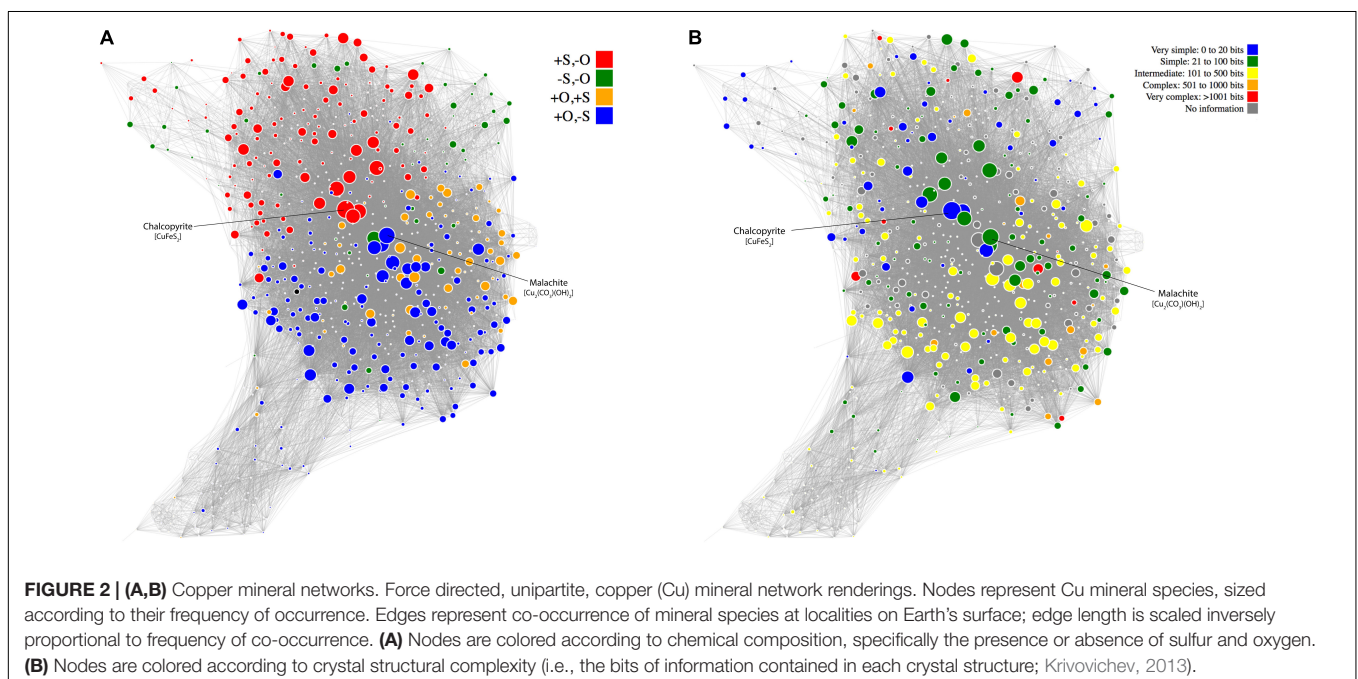 A
+S,-O
-S,-O
+O,+S
+O,-S
Chalcopyrite
[CuFeS₂]
Malachite
[Cu₂(CO₃)(OH)₂]
B
Very simple: 0 to 20 bits
Simple: 21 to 100 bits
Intermediate: 101 to 500 bits
Complex: 501 to 1000 bits
Very complex: >1001 bits
No information
Chalcopyrite
[CuFeS₂]
Malachite
[Cu₂(CO₃)(OH)₂]
FIGURE 2 | (A,B) Copper mineral networks. Force directed, unipartite, copper (Cu) mineral network renderings. Nodes represent Cu mineral species, sized
according to their frequency of occurrence. Edges represent co-occurrence of mineral species at localities on Earth's surface; edge length is scaled inversely
proportional to frequency of co-occurrence. (A) Nodes are colored according to chemical composition, specifically the presence or absence of sulfur and oxygen.
(B) Nodes are colored according to crystal structural complexity (i.e., the bits of information contained in each crystal structure; Krivovichev, 2013).